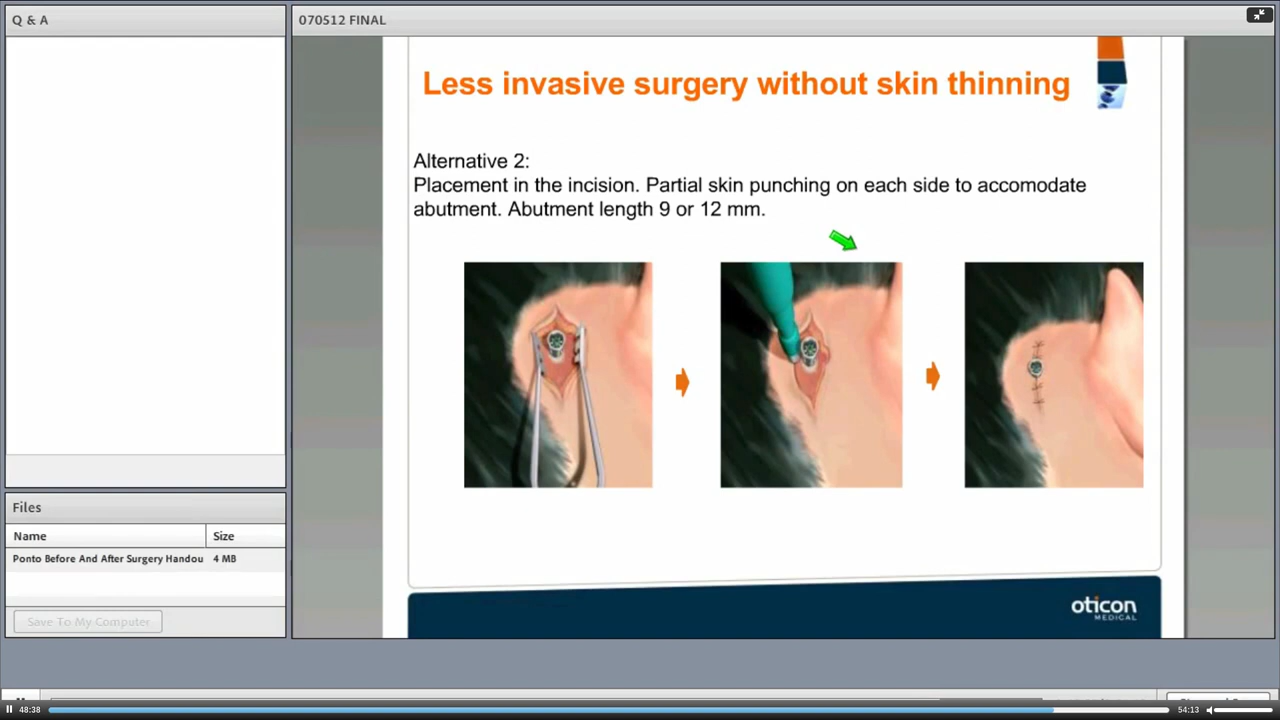 Q & A
070512 FINAL
Less invasive surgery without skin thinning
Alternative 2:
Placement in the incision. Partial skin punching on each side to accomodate
abutment. Abutment length 9 or 12 mm.
Files
Name Size
Ponto Before And After Surgery Handou 4 MB
Save To My Computer
oticon
MEDICAL
48:38
54:13